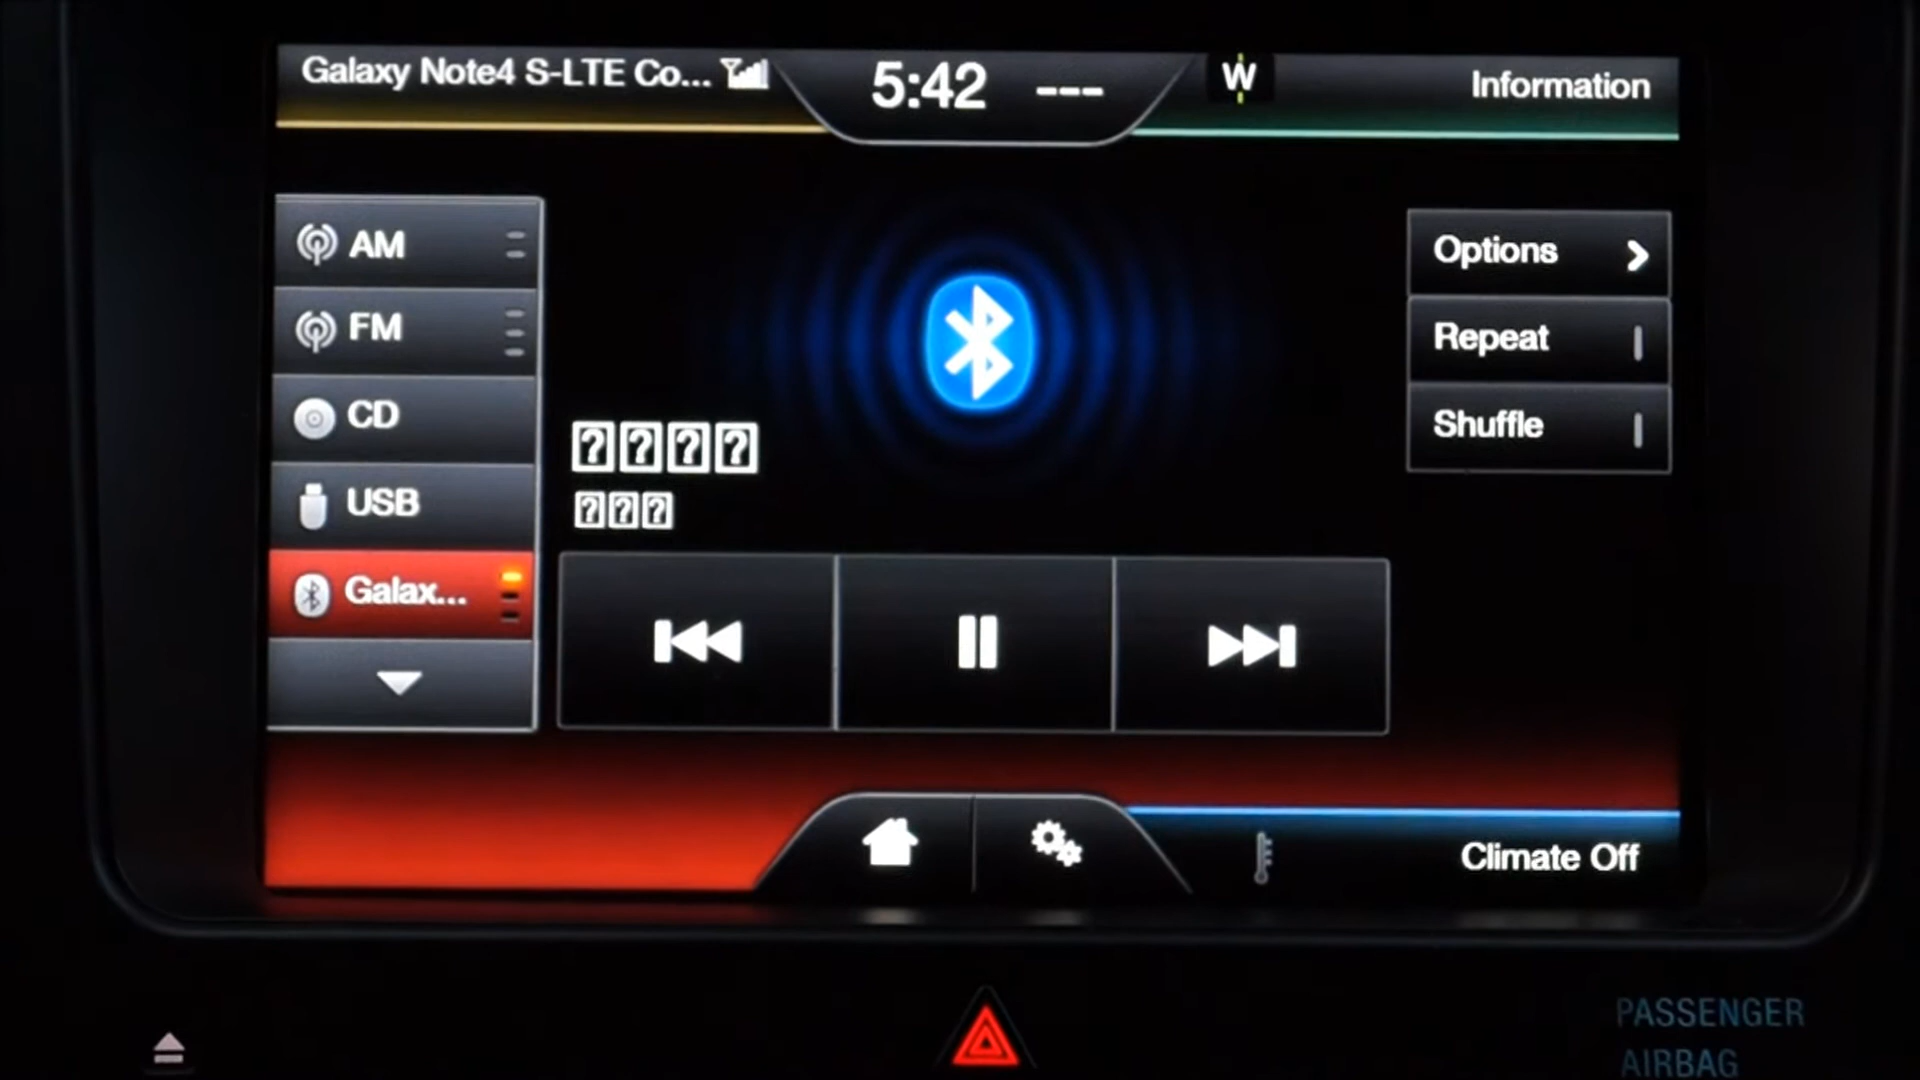 Galaxy Note4 S-LTE Co...
5:42 ---
W
Information
AM
FM
CD
USB
Galax...
????
???
Options
Repeat
Shuffle
Climate Off
PASSENGER
AIRBAG